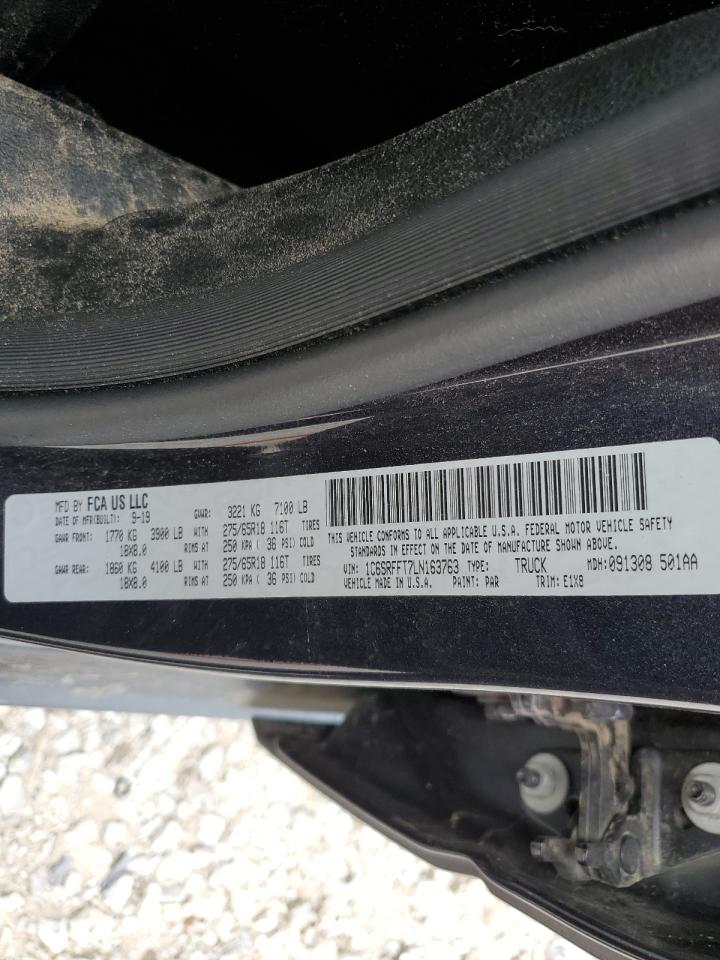 MFD BY FCA US LLC
DATE OF MFR(BUILT): 9-19 GVWR: 3221 KG 7100 LB
GAWR FRONT: 1770 KG 3900 LB WITH 275/65R18 116T TIRES
18X8.0 RIMS AT 250 KPA ( 36 PSI) COLD
GAWR REAR: 1860 KG 4100 LB WITH 275/65R18 116T TIRES
18X8.0 RIMS AT 250 KPA ( 36 PSI) COLD
THIS VEHICLE CONFORMS TO ALL APPLICABLE U.S.A. FEDERAL MOTOR VEHICLE SAFETY
STANDARDS IN EFFECT ON THE DATE OF MANUFACTURE SHOWN ABOVE.
VIN: 1C6SRFFT7LN163763 TYPE: TRUCK MDH: 091308 501AA
VEHICLE MADE IN U.S.A. PAINT: PAR TRIM: E1X8